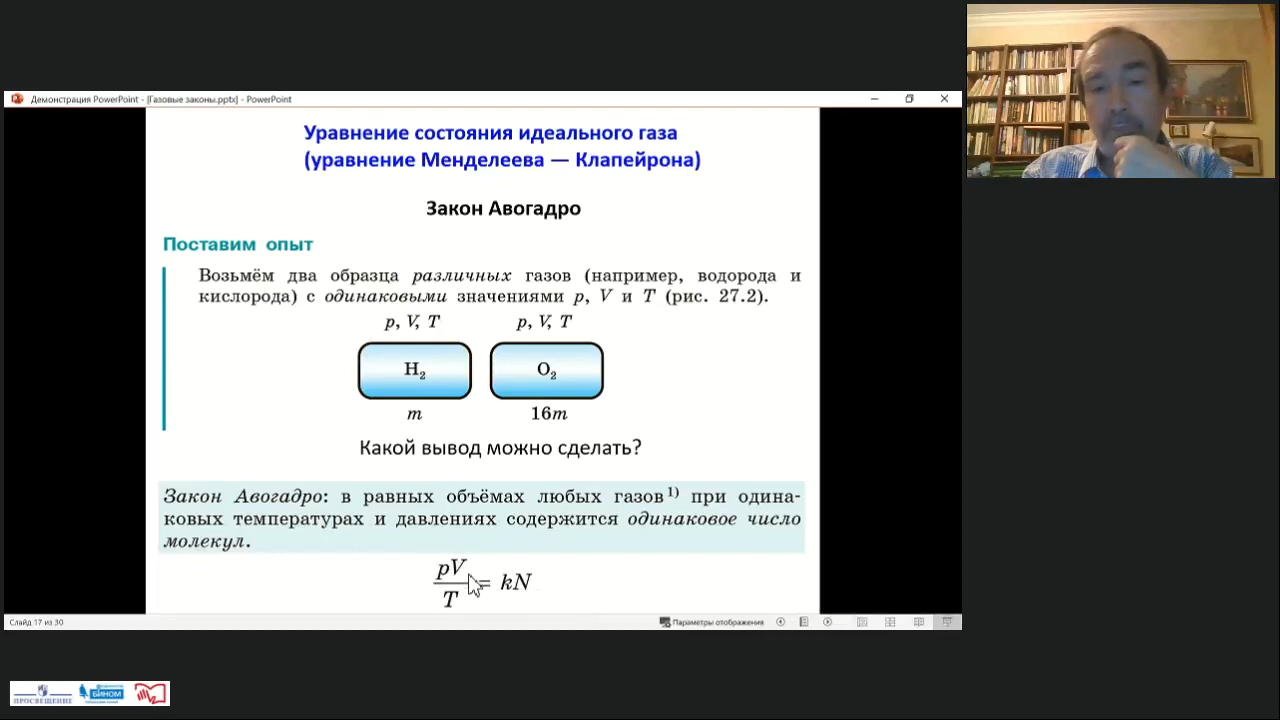 Демонстрация PowerPoint - [Газовые законы.pptx] - PowerPoint
Уравнение состояния идеального газа
(уравнение Менделеева — Клапейрона)
Закон Авогадро
Поставим опыт
Возьмём два образца различных газов (например, водорода и
кислорода) с одинаковыми значениями p, V и T (рис. 27.2).
p, V, T p, V, T
H₂ O₂
m 16m
Какой вывод можно сделать?
Закон Авогадро: в равных объёмах любых газов¹⁾ при одина-
ковых температурах и давлениях содержится одинаковое число
молекул.
pV
= kN
T
Слайд 17 из 30 Параметры отображения
ПРОСВЕЩЕНИЕ БИНОМ